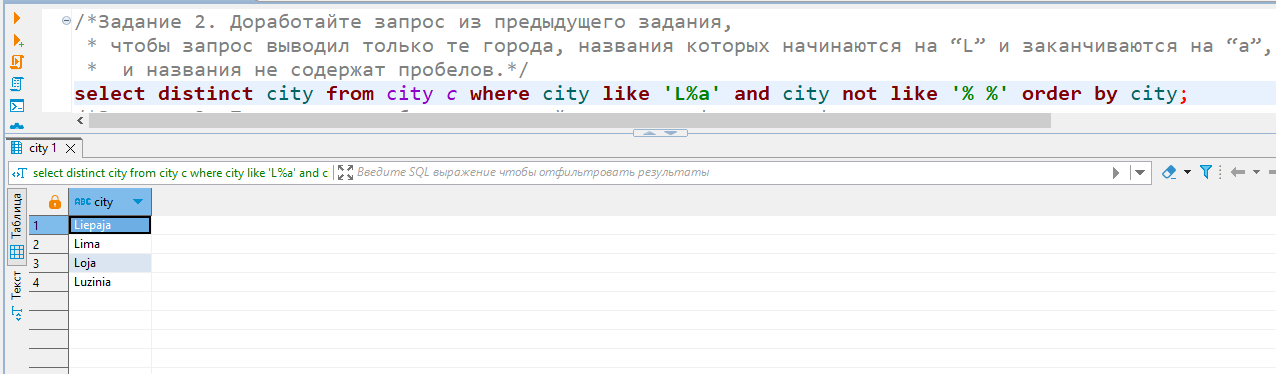 /*Задание 2. Доработайте запрос из предыдущего задания,
* чтобы запрос выводил только те города, названия которых начинаются на “L” и заканчиваются на “a”,
* и названия не содержат пробелов.*/
select distinct city from city c where city like 'L%a' and city not like '% %' order by city;
city 1
select distinct city from city c where city like 'L%a' and c
Введите SQL выражение чтобы отфильтровать результаты
Таблица
Текст
ABC city
1 Liepaja
2 Lima
3 Loja
4 Luzinia